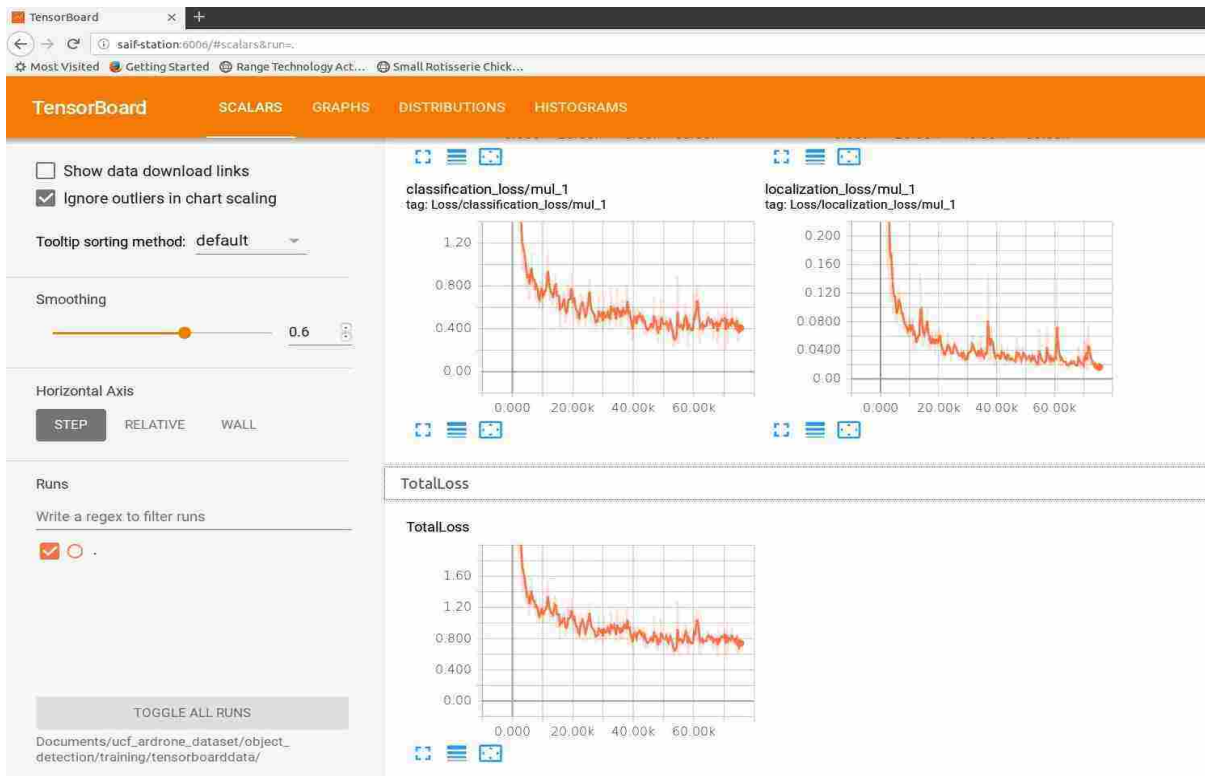 TensorBoard
saif-station:6006/#scalars&run=.
Most Visited Getting Started Range Technology Act... Small Rotisserie Chick...
TensorBoard SCALARS GRAPHS DISTRIBUTIONS HISTOGRAMS
Show data download links
Ignore outliers in chart scaling
Tooltip sorting method: default
Smoothing
0.6
Horizontal Axis
STEP RELATIVE WALL
Runs
Write a regex to filter runs
.
TOGGLE ALL RUNS
Documents/ucf_ardrone_dataset/object_
detection/training/tensorboarddata/
classification_loss/mul_1
tag: Loss/classification_loss/mul_1
1.20
0.800
0.400
0.00
0.000 20.00k 40.00k 60.00k
localization_loss/mul_1
tag: Loss/localization_loss/mul_1
0.200
0.160
0.120
0.0800
0.0400
0.00
0.000 20.00k 40.00k 60.00k
TotalLoss
TotalLoss
1.60
1.20
0.800
0.400
0.00
0.000 20.00k 40.00k 60.00k